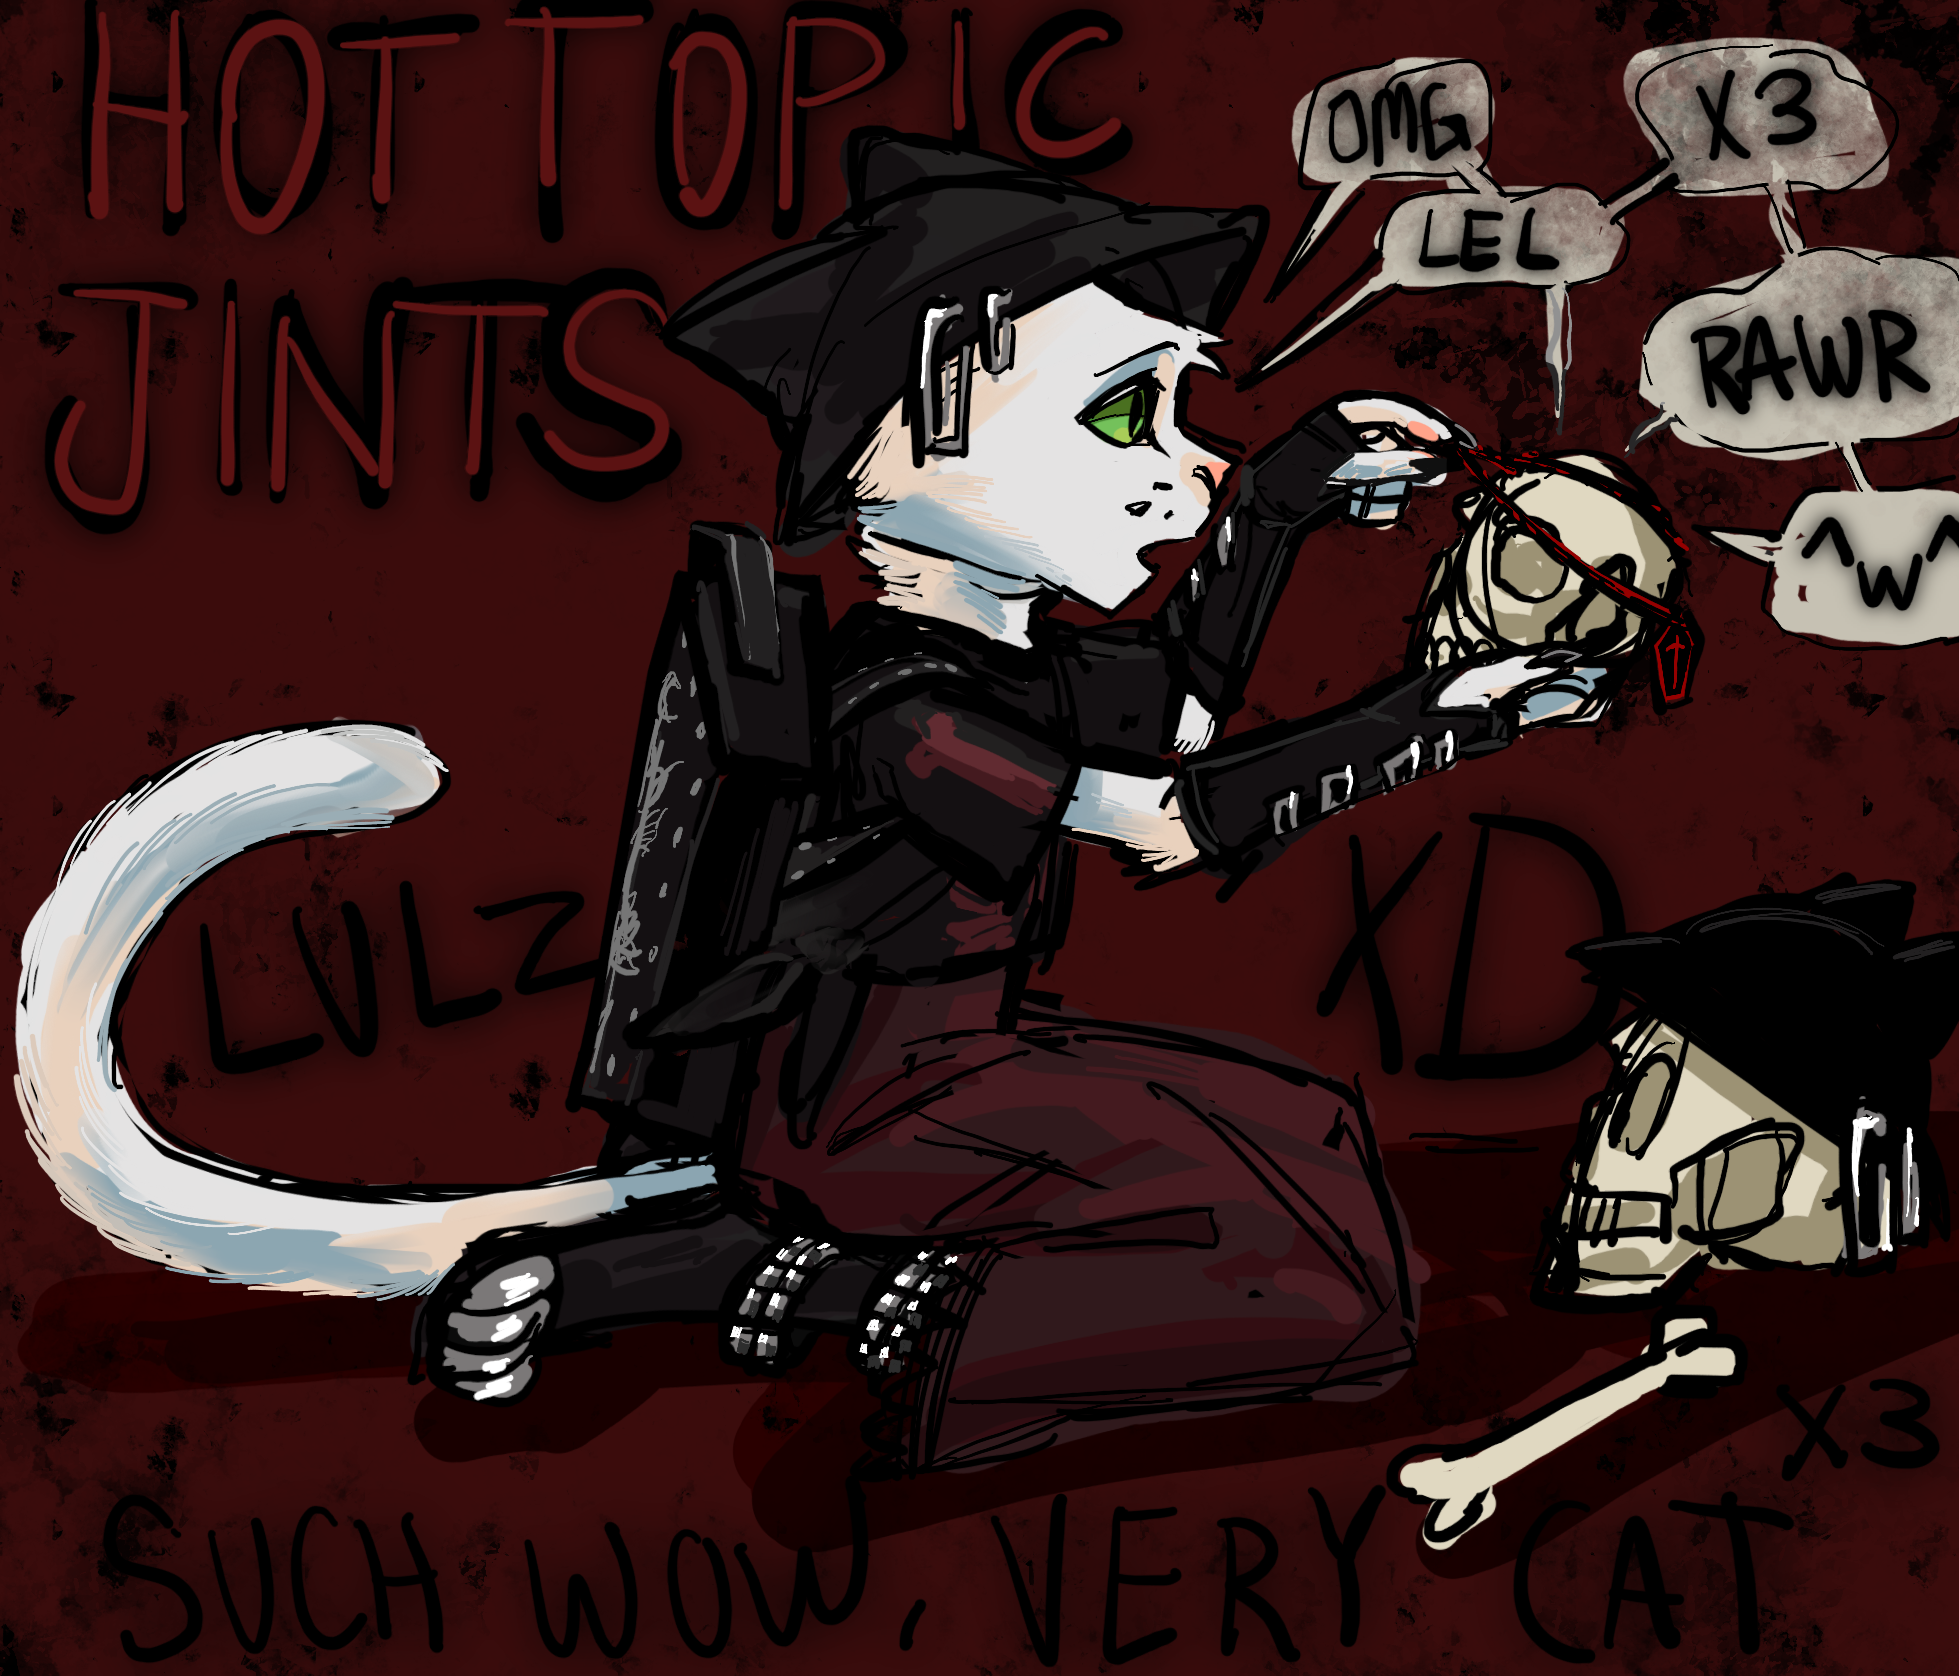 HOT TOPIC
JINTS
OMG
LEL
X3
RAWR
^w^
LULZ
XD
X3
SUCH WOW, VERY CAT